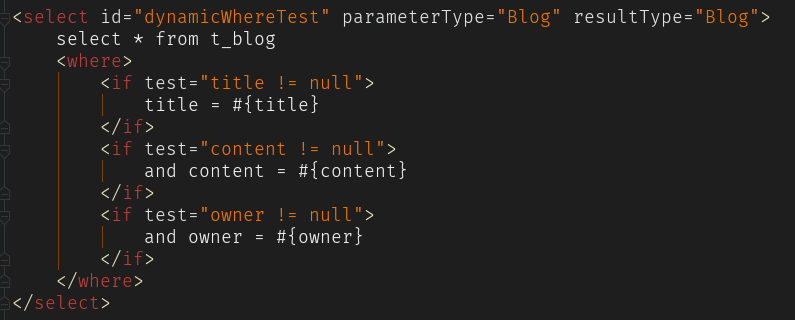 <select id="dynamicWhereTest" parameterType="Blog" resultType="Blog">
select * from t_blog
<where>
<if test="title != null">
title = #{title}
</if>
<if test="content != null">
and content = #{content}
</if>
<if test="owner != null">
and owner = #{owner}
</if>
</where>
</select>